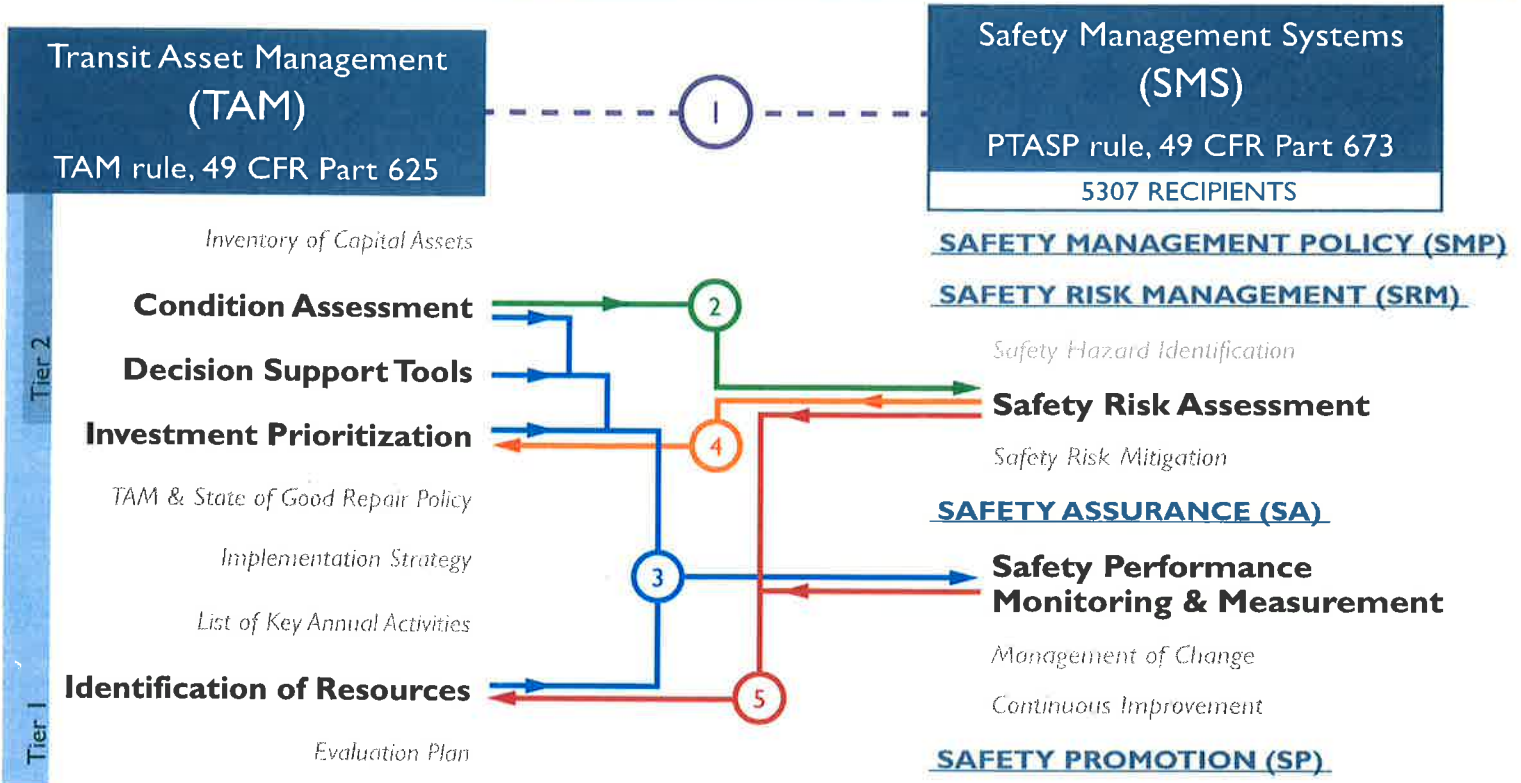 Transit Asset Management
(TAM)
TAM rule, 49 CFR Part 625
1
Safety Management Systems
(SMS)
PTASP rule, 49 CFR Part 673
5307 RECIPIENTS
Tier 2
Tier 1
Inventory of Capital Assets
Condition Assessment
Decision Support Tools
Investment Prioritization
TAM & State of Good Repair Policy
Implementation Strategy
List of Key Annual Activities
Identification of Resources
Evaluation Plan
2
4
3
5
SAFETY MANAGEMENT POLICY (SMP)
SAFETY RISK MANAGEMENT (SRM)
Safety Hazard Identification
Safety Risk Assessment
Safety Risk Mitigation
SAFETY ASSURANCE (SA)
Safety Performance
Monitoring & Measurement
Management of Change
Continuous Improvement
SAFETY PROMOTION (SP)